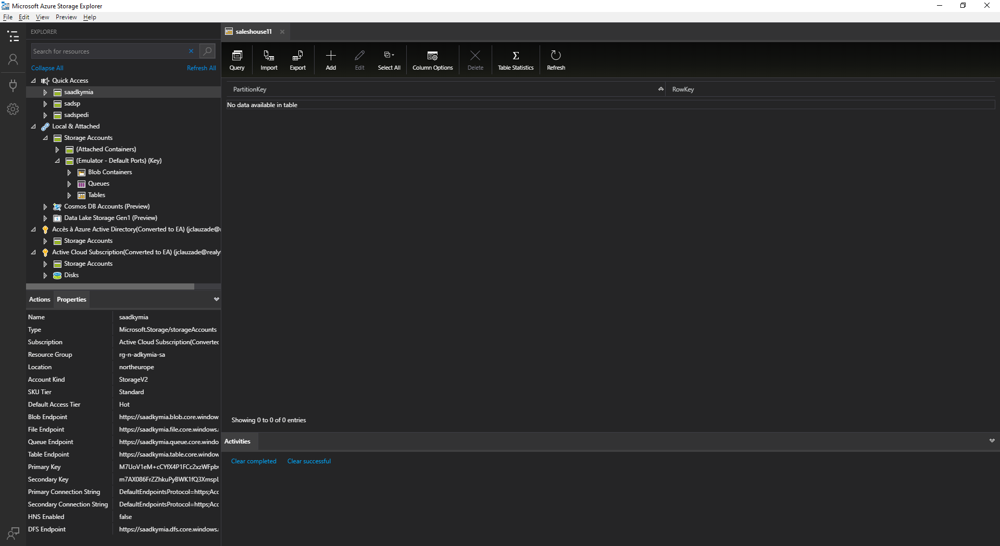 Microsoft Azure Storage Explorer
File Edit View Preview Help
EXPLORER
Search for resources
Collapse All Refresh All
Quick Access
saadkymia
sadsp
sadspedi
Local & Attached
Storage Accounts
(Attached Containers)
(Emulator - Default Ports) (Key)
Blob Containers
Queues
Tables
Cosmos DB Accounts (Preview)
Data Lake Storage Gen1 (Preview)
Accès à Azure Active Directory(Converted to EA) (jclauzade@
Storage Accounts
Active Cloud Subscription(Converted to EA) (jclauzade@realy
Storage Accounts
Disks
Actions Properties
Name saadkymia
Type Microsoft.Storage/storageAccounts
Subscription Active Cloud Subscription(Converted
Resource Group rg-n-adkymia-sa
Location northeurope
Account Kind StorageV2
SKU Tier Standard
Default Access Tier Hot
Blob Endpoint https://saadkymia.blob.core.window
File Endpoint https://saadkymia.file.core.windows.
Queue Endpoint https://saadkymia.queue.core.windo
Table Endpoint https://saadkymia.table.core.window
Primary Key M7UoV1eM+cCYfX4P1FCc2xzWFpb
Secondary Key m7AX086FrZZhkuPyBWK1fQ3Xmspl
Primary Connection String DefaultEndpointsProtocol=https;Acc
Secondary Connection String DefaultEndpointsProtocol=https;Acc
HNS Enabled false
DFS Endpoint https://saadkymia.dfs.core.windows.
saleshouse11
Query Import Export Add Edit Select All Column Options Delete Table Statistics Refresh
PartitionKey RowKey
No data available in table
Showing 0 to 0 of 0 entries
Activities
Clear completed Clear successful